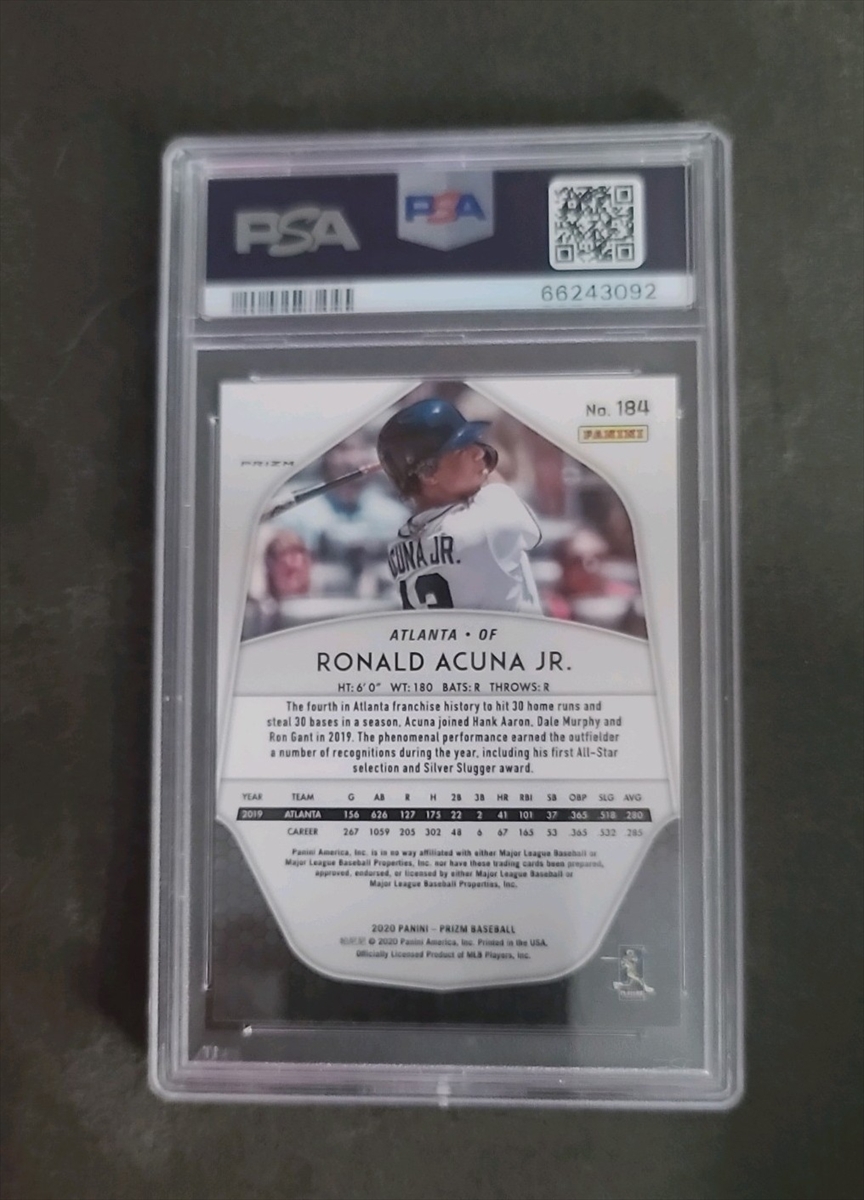 PSA
PSA
66243092
No. 184
PANINI
PRIZM
ACUNA JR.
13
ATLANTA • OF
RONALD ACUNA JR.
HT: 6' 0" WT: 180 BATS: R THROWS: R
The fourth in Atlanta franchise history to hit 30 home runs and
steal 30 bases in a season, Acuna joined Hank Aaron, Dale Murphy and
Ron Gant in 2019. The phenomenal performance earned the outfielder
a number of recognitions during the year, including his first All-Star
selection and Silver Slugger award.
YEAR TEAM G AB R H 2B 3B HR RBI SB OBP SLG AVG
2019 ATLANTA 156 626 127 175 22 2 41 101 37 .365 .518 .280
CAREER 267 1059 205 302 48 6 67 165 53 .365 .532 .285
Panini America, Inc. is in no way affiliated with either Major League Baseball or
Major League Baseball Properties, Inc. nor have these trading cards been prepared,
approved, endorsed, or licensed by either Major League Baseball or
Major League Baseball Properties, Inc.
2020 PANINI - PRIZM BASEBALL
© 2020 Panini America, Inc. Printed in the USA.
Officially Licensed Product of MLB Players, Inc.